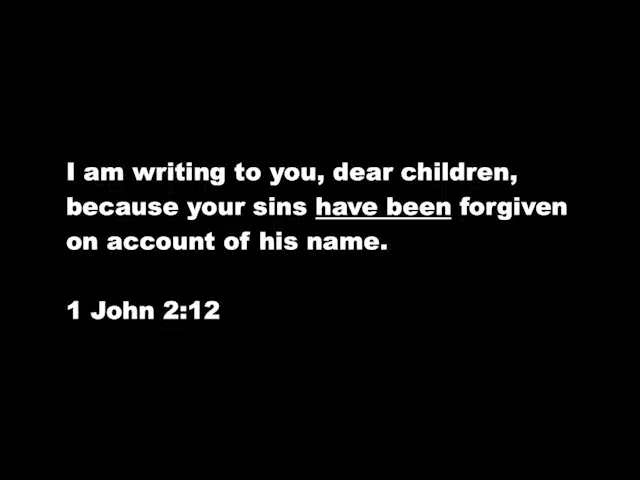 I am writing to you, dear children,
because your sins have been forgiven
on account of his name.
1 John 2:12